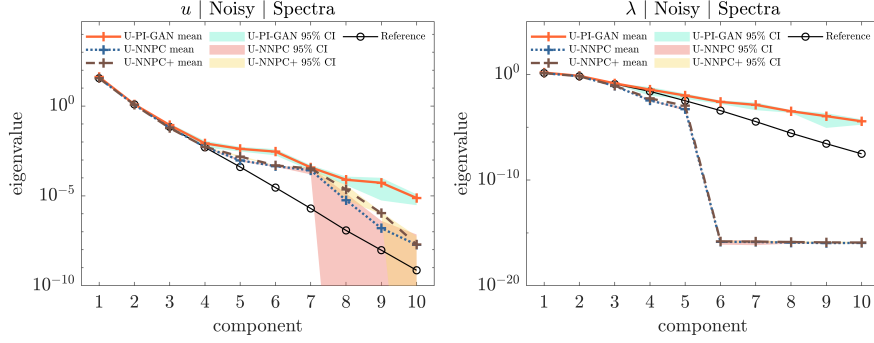 u | Noisy | Spectra
U-PI-GAN mean
U-PI-GAN 95% CI
Reference
U-NNPC mean
U-NNPC 95% CI
U-NNPC+ mean
U-NNPC+ 95% CI
eigenvalue
10^0
10^-5
10^-10
1 2 3 4 5 6 7 8 9 10
component
λ | Noisy | Spectra
U-PI-GAN mean
U-PI-GAN 95% CI
Reference
U-NNPC mean
U-NNPC 95% CI
U-NNPC+ mean
U-NNPC+ 95% CI
eigenvalue
10^0
10^-10
10^-20
1 2 3 4 5 6 7 8 9 10
component